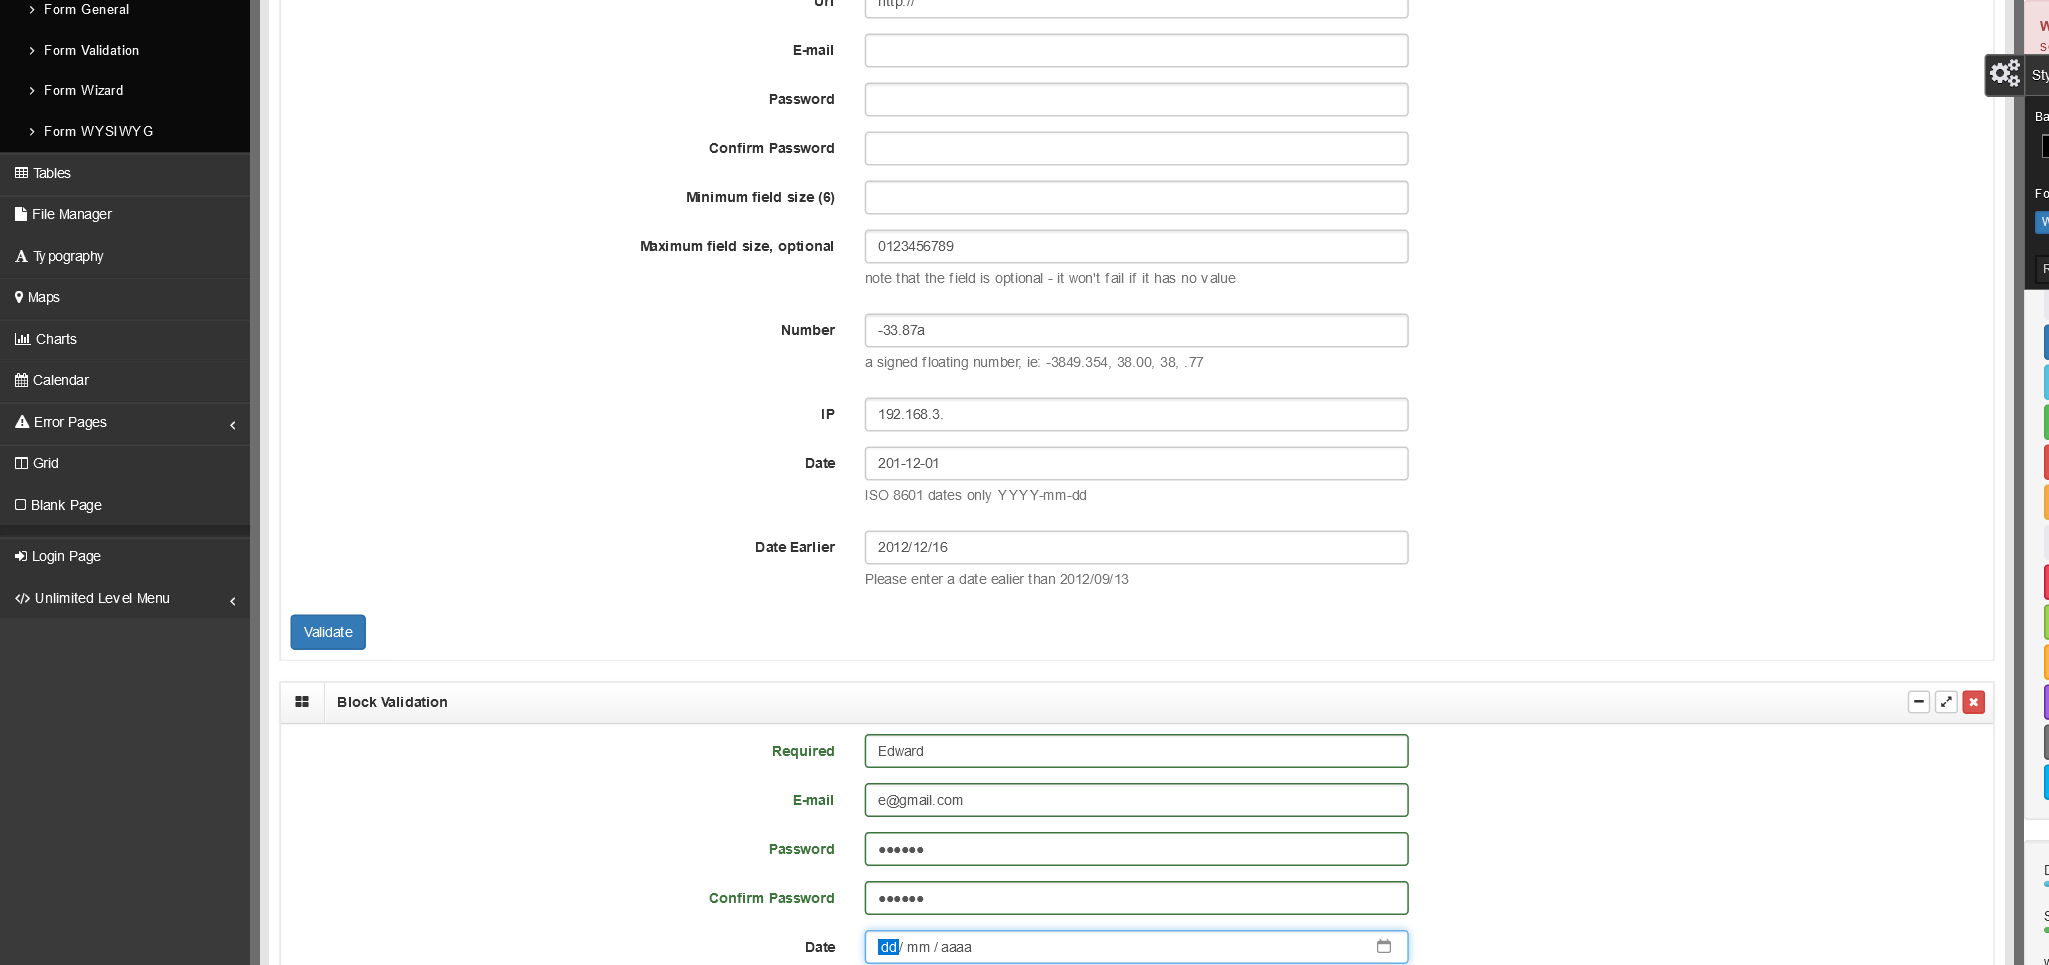 Form General
Form Validation
Form Wizard
Form WYSIWYG
Tables
File Manager
Typography
Maps
Charts
Calendar
Error Pages
Grid
Blank Page
Login Page
Unlimited Level Menu
Url
http://
E-mail
Password
Confirm Password
Minimum field size (6)
Maximum field size, optional
0123456789
note that the field is optional - it won't fail if it has no value
Number
-33.87a
a signed floating number, ie: -3849.354, 38.00, 38, .77
IP
192.168.3.
Date
201-12-01
ISO 8601 dates only YYYY-mm-dd
Date Earlier
2012/12/16
Please enter a date ealier than 2012/09/13
Validate
Block Validation
Required
Edward
E-mail
e@gmail.com
Password
••••••
Confirm Password
••••••
Date
dd/ mm / aaaa